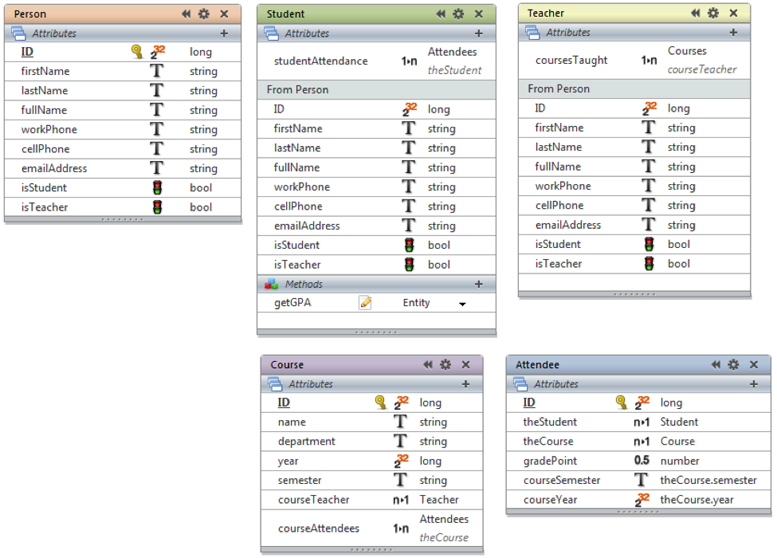 Person
Attributes
ID 2 32 long
firstName T string
lastName T string
fullName T string
workPhone T string
cellPhone T string
emailAddress T string
isStudent bool
isTeacher bool
Student
Attributes
studentAttendance 1▸n Attendees
theStudent
From Person
ID 2 32 long
firstName T string
lastName T string
fullName T string
workPhone T string
cellPhone T string
emailAddress T string
isStudent bool
isTeacher bool
Methods
getGPA Entity
Teacher
Attributes
coursesTaught 1▸n Courses
courseTeacher
From Person
ID 2 32 long
firstName T string
lastName T string
fullName T string
workPhone T string
cellPhone T string
emailAddress T string
isStudent bool
isTeacher bool
Course
Attributes
ID 2 32 long
name T string
department T string
year 2 32 long
semester T string
courseTeacher n▸1 Teacher
courseAttendees 1▸n Attendees
theCourse
Attendee
Attributes
ID 2 32 long
theStudent n▸1 Student
theCourse n▸1 Course
gradePoint 0.5 number
courseSemester T theCourse.semester
courseYear 2 32 theCourse.year